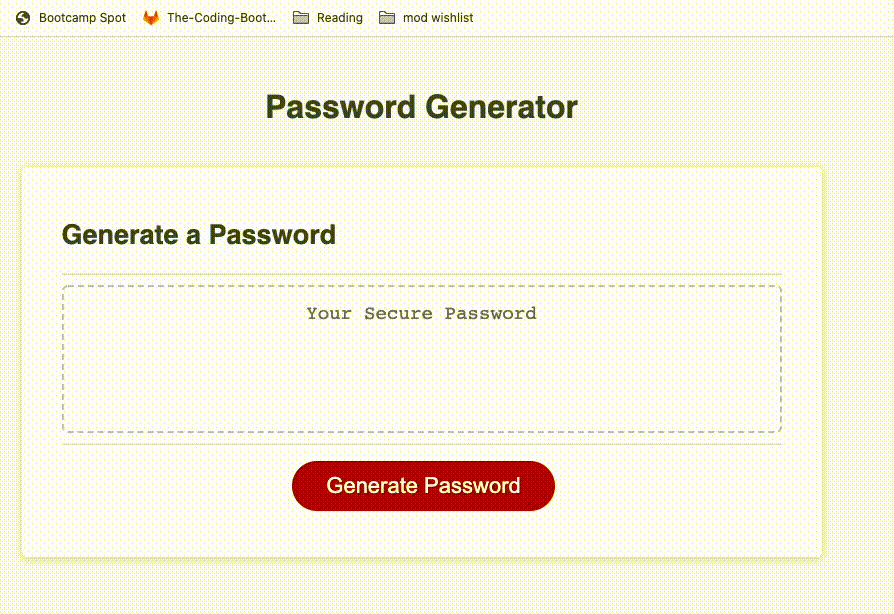 Bootcamp Spot The-Coding-Boot... Reading mod wishlist
Password Generator
Generate a Password
Your Secure Password
Generate Password